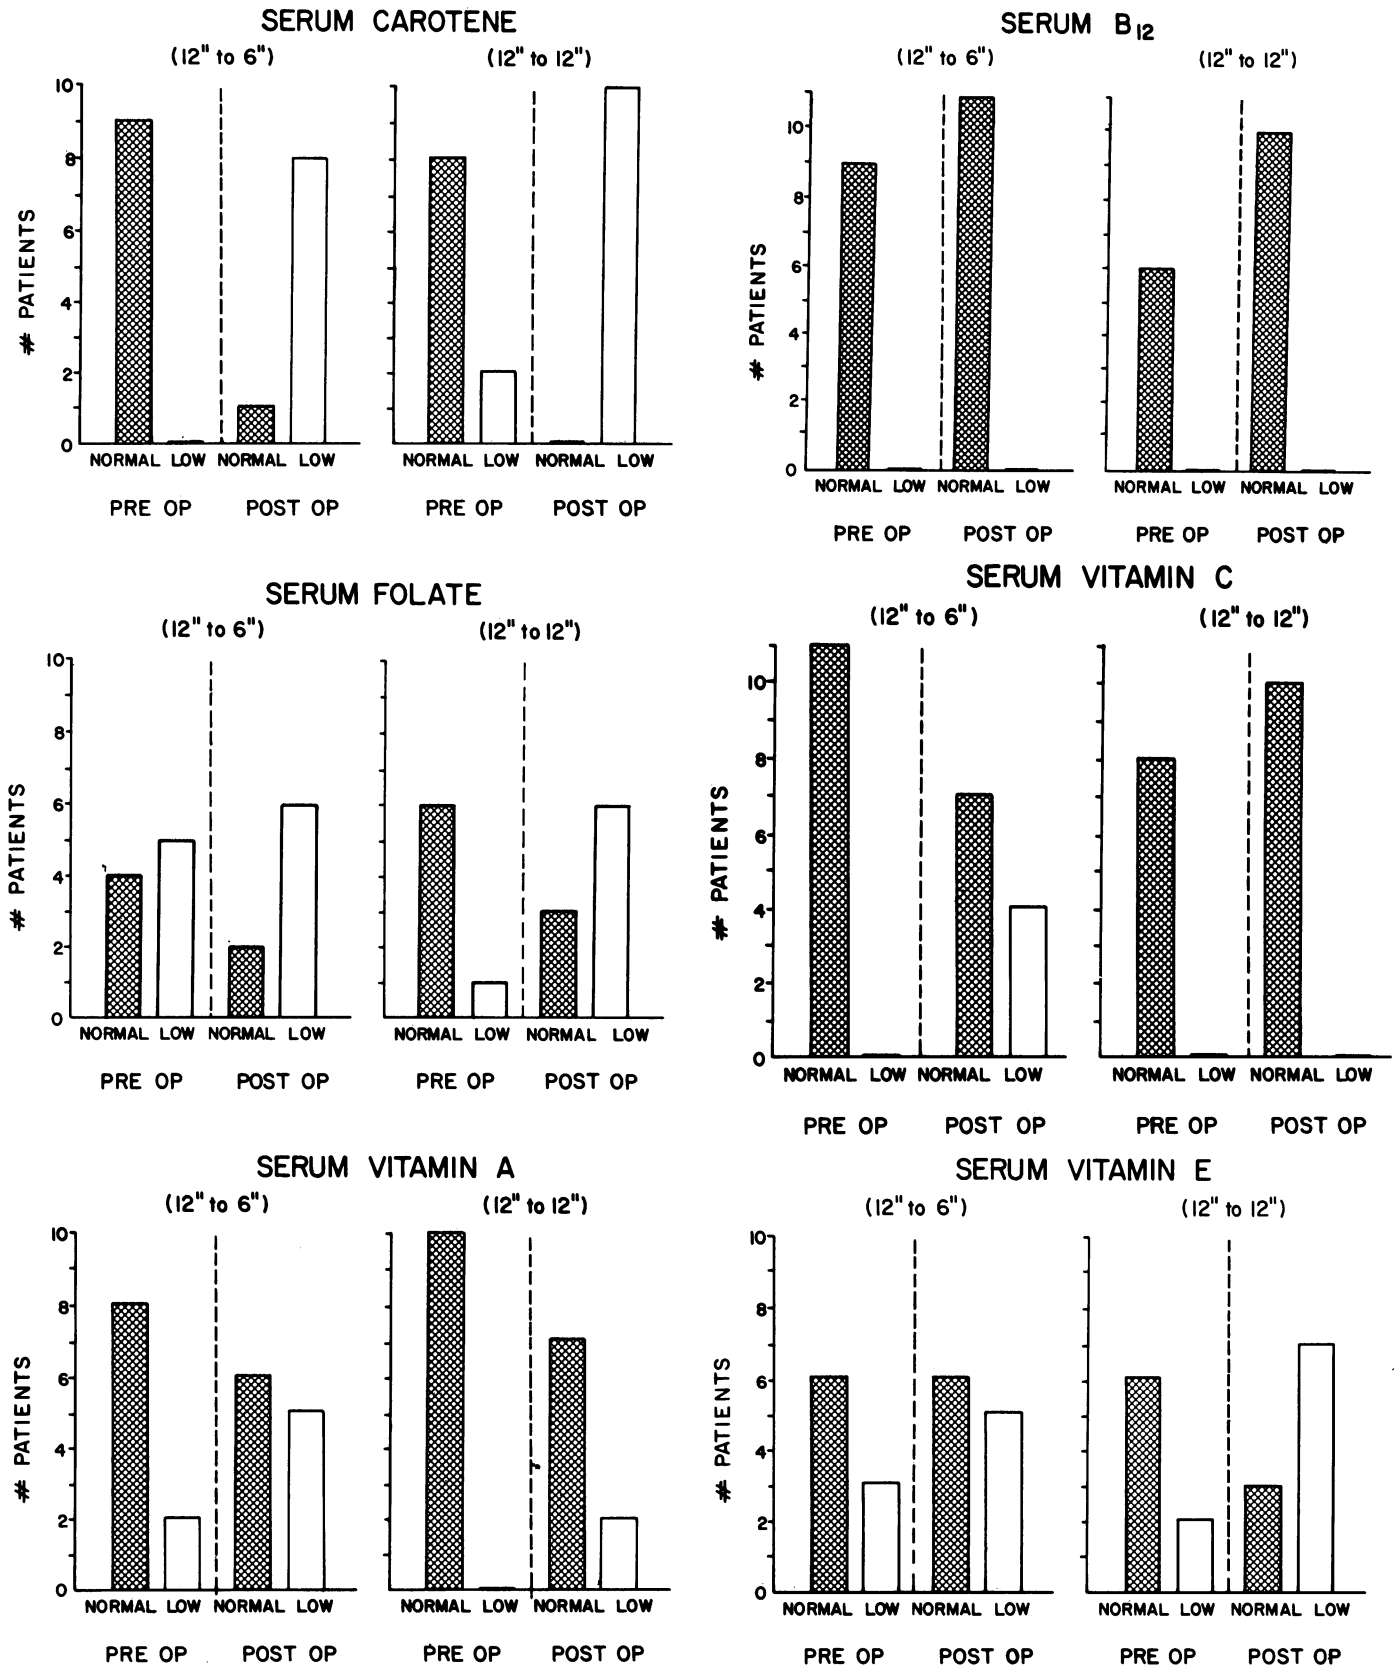 SERUM CAROTENE
(12" to 6") (12" to 12")
# PATIENTS
10
8
6
4
2
0
NORMAL LOW NORMAL LOW NORMAL LOW NORMAL LOW
PRE OP POST OP PRE OP POST OP
SERUM B12
(12" to 6") (12" to 12")
# PATIENTS
10
8
6
4
2
0
NORMAL LOW NORMAL LOW NORMAL LOW NORMAL LOW
PRE OP POST OP PRE OP POST OP
SERUM FOLATE
(12" to 6") (12" to 12")
# PATIENTS
10
8
6
4
2
0
NORMAL LOW NORMAL LOW NORMAL LOW NORMAL LOW
PRE OP POST OP PRE OP POST OP
SERUM VITAMIN C
(12" to 6") (12" to 12")
# PATIENTS
10
8
6
4
2
0
NORMAL LOW NORMAL LOW NORMAL LOW NORMAL LOW
PRE OP POST OP PRE OP POST OP
SERUM VITAMIN A
(12" to 6") (12" to 12")
# PATIENTS
10
8
6
4
2
0
NORMAL LOW NORMAL LOW NORMAL LOW NORMAL LOW
PRE OP POST OP PRE OP POST OP
SERUM VITAMIN E
(12" to 6") (12" to 12")
# PATIENTS
10
8
6
4
2
0
NORMAL LOW NORMAL LOW NORMAL LOW NORMAL LOW
PRE OP POST OP PRE OP POST OP